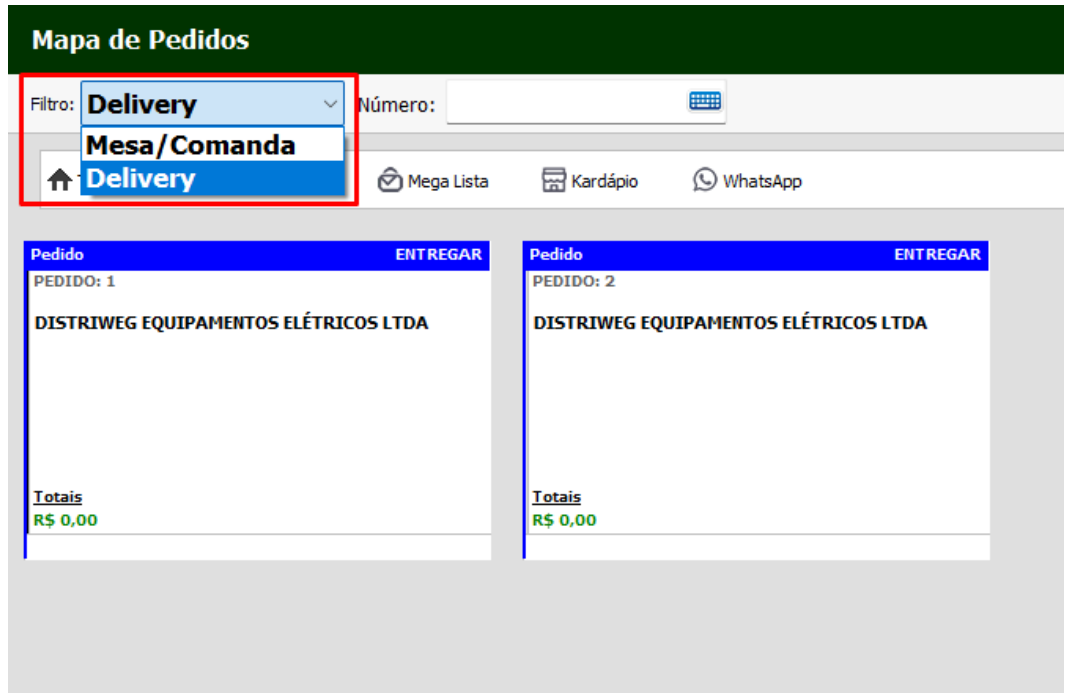 Mapa de Pedidos
Filtro: Delivery Número:
Mesa/Comanda
Delivery
Mega Lista Kardápio WhatsApp
Pedido ENTREGAR Pedido ENTREGAR
PEDIDO: 1 PEDIDO: 2
DISTRIWEG EQUIPAMENTOS ELÉTRICOS LTDA DISTRIWEG EQUIPAMENTOS ELÉTRICOS LTDA
Totais Totais
R$ 0,00 R$ 0,00